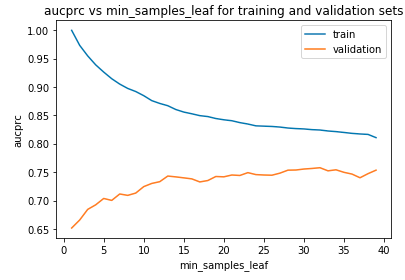 aucprc vs min_samples_leaf for training and validation sets
1.00
0.95
0.90
0.85
0.80
0.75
0.70
0.65
aucprc
train
validation
0 5 10 15 20 25 30 35 40
min_samples_leaf